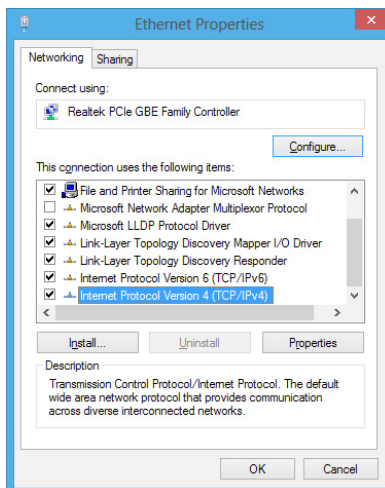 Ethernet Properties
Networking
Sharing
Connect using:
Realtek PCIe GBE Family Controller
Configure...
This connection uses the following items:
File and Printer Sharing for Microsoft Networks
Microsoft Network Adapter Multiplexor Protocol
Microsoft LLDP Protocol Driver
Link-Layer Topology Discovery Mapper I/O Driver
Link-Layer Topology Discovery Responder
Internet Protocol Version 6 (TCP/IPv6)
Internet Protocol Version 4 (TCP/IPv4)
Install...
Uninstall
Properties
Description
Transmission Control Protocol/Internet Protocol. The default
wide area network protocol that provides communication
across diverse interconnected networks.
OK
Cancel